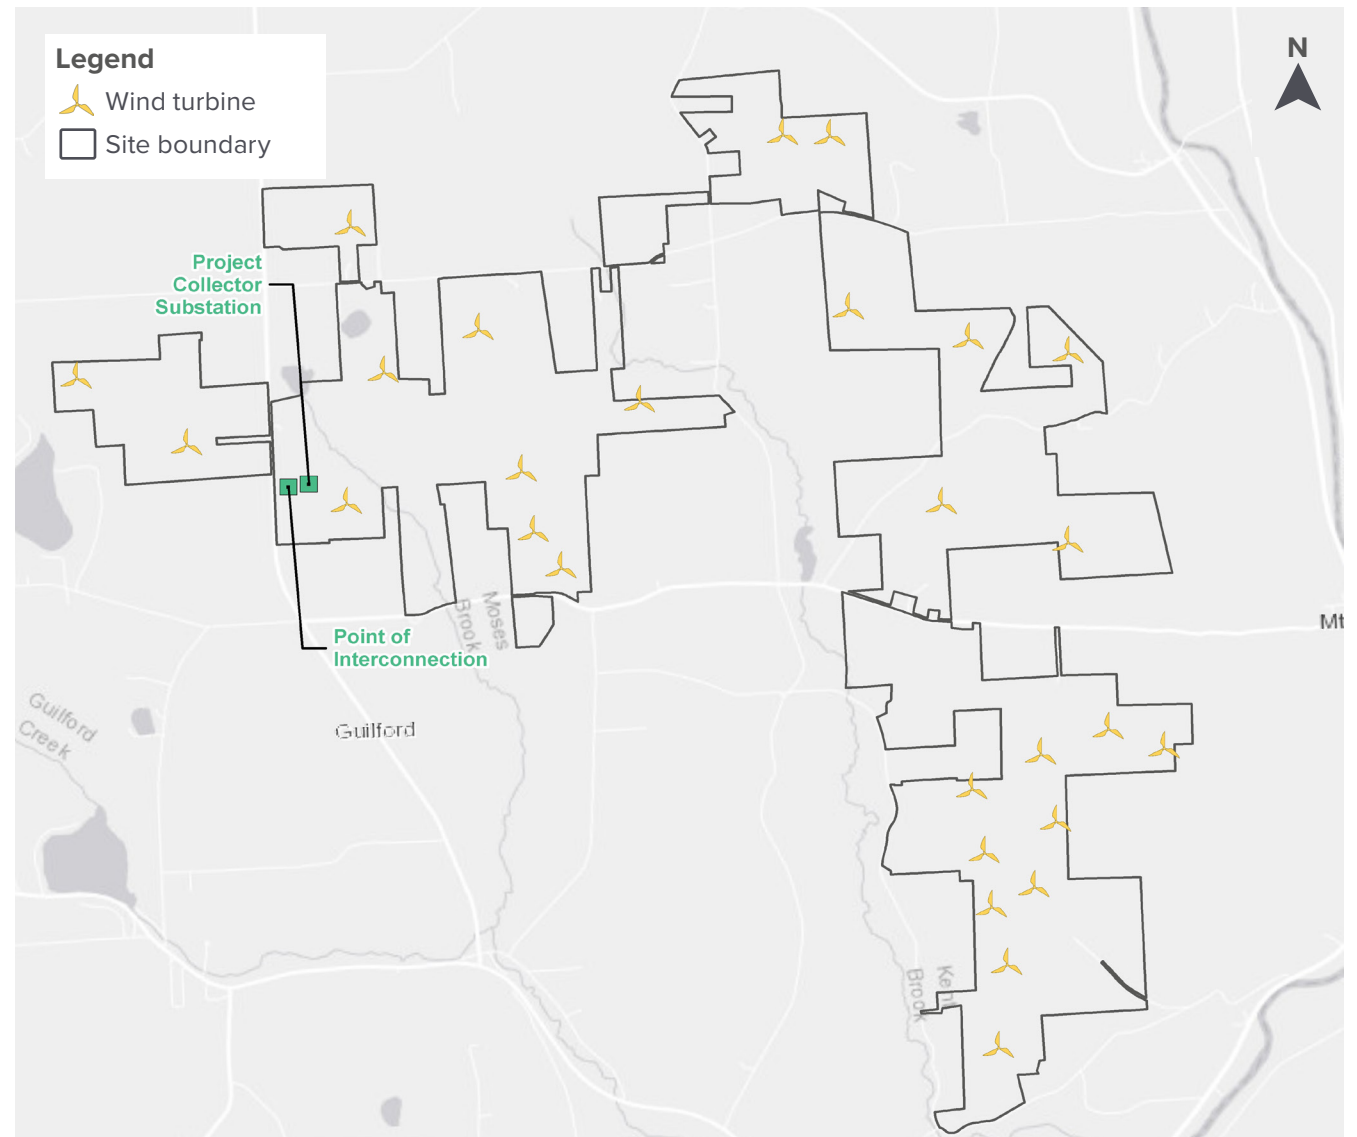 Legend
Wind turbine
Site boundary
N
Project
Collector
Substation
Moses
Brook
Mt
Point of
Interconnection
Guilford
Creek
Guilford
Kent
Brook